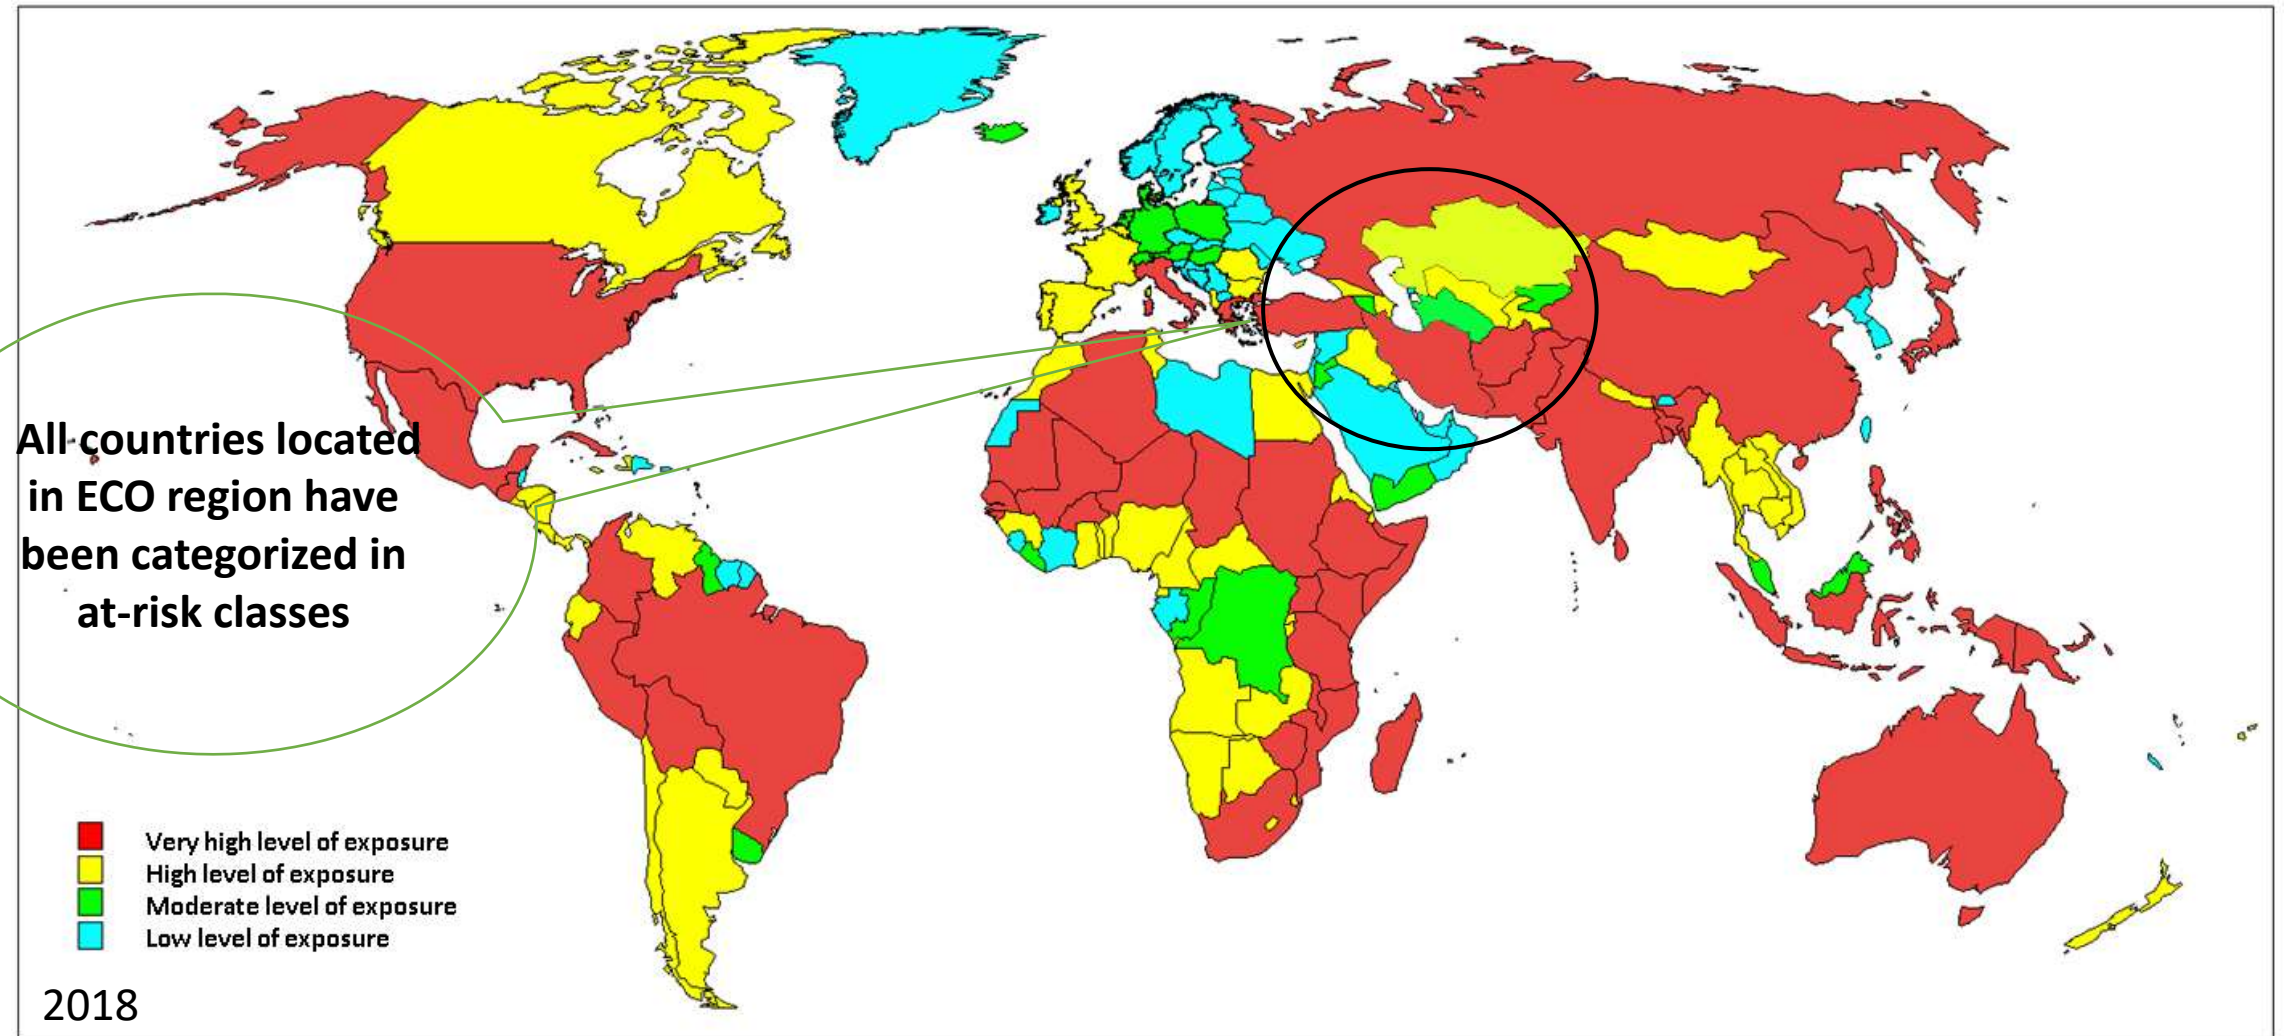 All countries located
in ECO region have
been categorized in
at-risk classes
Very high level of exposure
High level of exposure
Moderate level of exposure
Low level of exposure
2018